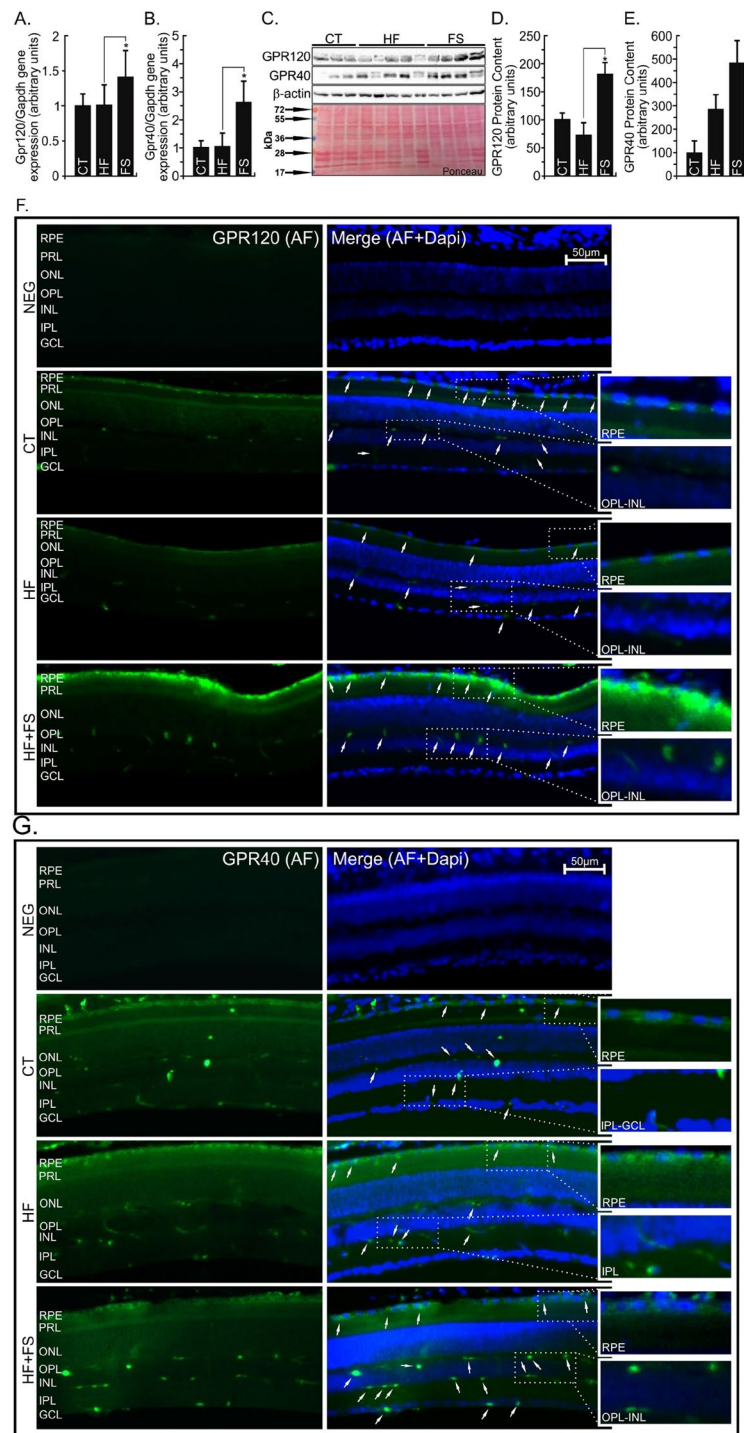 A.
Gpr120/Gapdh gene
expression (arbitrary units)
2
1.5
1
0.5
0
CT
HF
FS
*
B.
Gpr40/Gapdh gene
expression (arbitrary units)
5.0
4.0
3.0
2.0
1.0
0
CT
HF
FS
*
C.
CT HF FS
GPR120
GPR40
β-actin
kDa
72
55
36
28
17
Ponceau
D.
GPR120 Protein Content
(arbitrary units)
250
200
150
100
50
0
CT
HF
FS
*
E.
GPR40 Protein Content
(arbitrary units)
600
500
400
300
200
100
0
CT
HF
FS
F.
GPR120 (AF) Merge (AF+Dapi)
50μm
NEG
RPE
PRL
ONL
OPL
INL
IPL
GCL
CT
RPE
PRL
ONL
OPL
INL
IPL
GCL
RPE
OPL-INL
HF
RPE
PRL
ONL
OPL
INL
IPL
GCL
RPE
OPL-INL
HF+FS
RPE
PRL
ONL
OPL
INL
IPL
GCL
RPE
OPL-INL
G.
GPR40 (AF) Merge (AF+Dapi)
50μm
NEG
RPE
PRL
ONL
OPL
INL
IPL
GCL
CT
RPE
PRL
ONL
OPL
INL
IPL
GCL
RPE
IPL-GCL
HF
RPE
PRL
ONL
OPL
INL
IPL
GCL
RPE
IPL
HF+FS
RPE
PRL
ONL
OPL
INL
IPL
GCL
RPE
OPL-INL